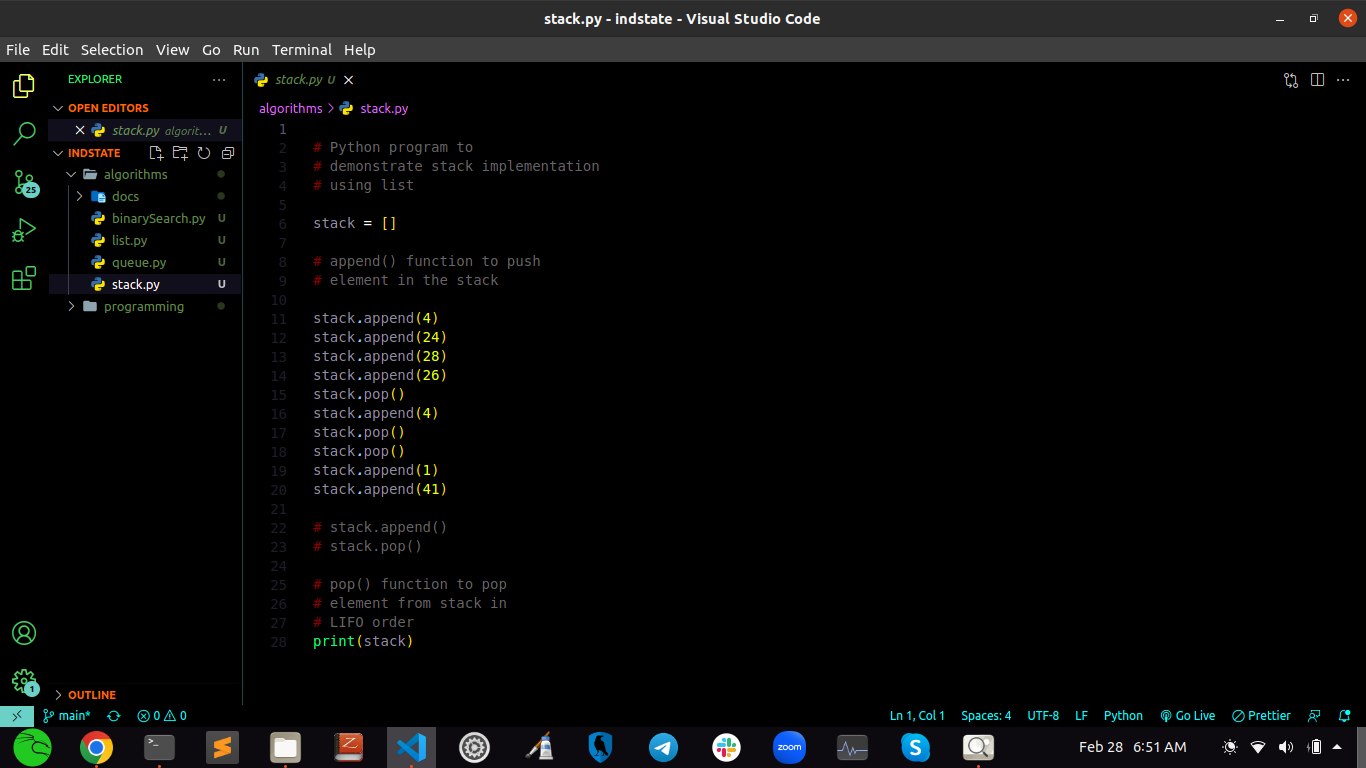 stack.py - indstate - Visual Studio Code
File Edit Selection View Go Run Terminal Help
EXPLORER
OPEN EDITORS
stack.py algorit... U
INDSTATE
algorithms
docs
binarySearch.py U
list.py U
queue.py U
stack.py U
programming
OUTLINE
25
1
stack.py U
algorithms > stack.py
1
2 # Python program to
3 # demonstrate stack implementation
4 # using list
5
6 stack = []
7
8 # append() function to push
9 # element in the stack
10
11 stack.append(4)
12 stack.append(24)
13 stack.append(28)
14 stack.append(26)
15 stack.pop()
16 stack.append(4)
17 stack.pop()
18 stack.pop()
19 stack.append(1)
20 stack.append(41)
21
22 # stack.append()
23 # stack.pop()
24
25 # pop() function to pop
26 # element from stack in
27 # LIFO order
28 print(stack)
main* 0 0 Ln 1, Col 1 Spaces: 4 UTF-8 LF Python Go Live Prettier
zoom
Feb 28 6:51 AM